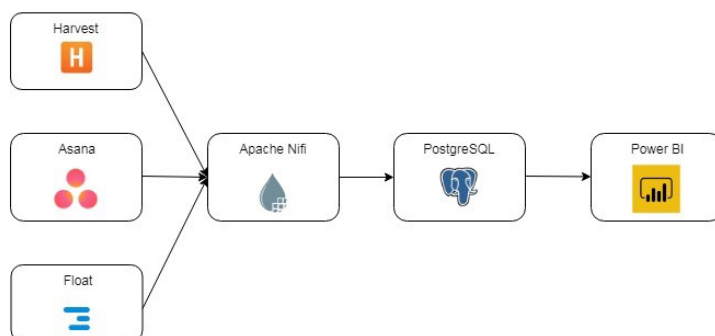 Harvest
H
Asana
Apache Nifi
PostgreSQL
Power BI
Float